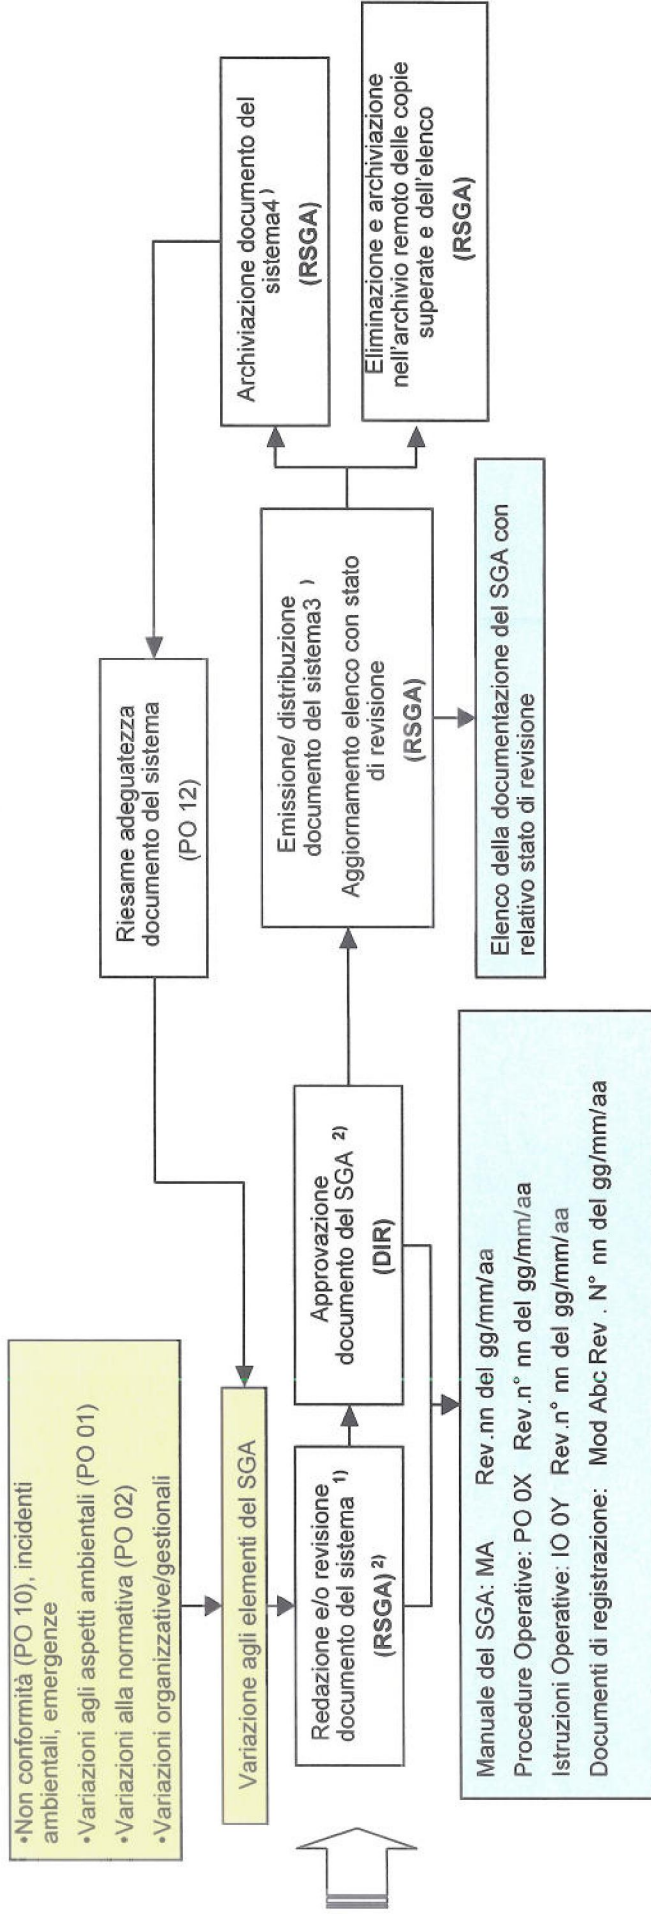 •Non conformità (PO 10), incidenti
ambientali, emergenze
•Variazioni agli aspetti ambientali (PO 01)
•Variazioni alla normativa (PO 02)
•Variazioni organizzative/gestionali
Variazione agli elementi del SGA
Redazione e/o revisione
documento del sistema 1)
(RSGA) 2)
Approvazione
documento del SGA 2)
(DIR)
Manuale del SGA: MA Rev.nn del gg/mm/aa
Procedure Operative: PO 0X Rev.n° nn del gg/mm/aa
Istruzioni Operative: IO 0Y Rev.n° nn del gg/mm/aa
Documenti di registrazione: Mod Abc Rev . N° nn del gg/mm/aa
Riesame adeguatezza
documento del sistema
(PO 12)
Emissione/ distribuzione
documento del sistema3 )
Aggiornamento elenco con stato
di revisione
(RSGA)
Elenco della documentazione del SGA con
relativo stato di revisione
Archiviazione documento del
sistema4 )
(RSGA)
Eliminazione e archiviazione
nell'archivio remoto delle copie
superate e dell'elenco
(RSGA)